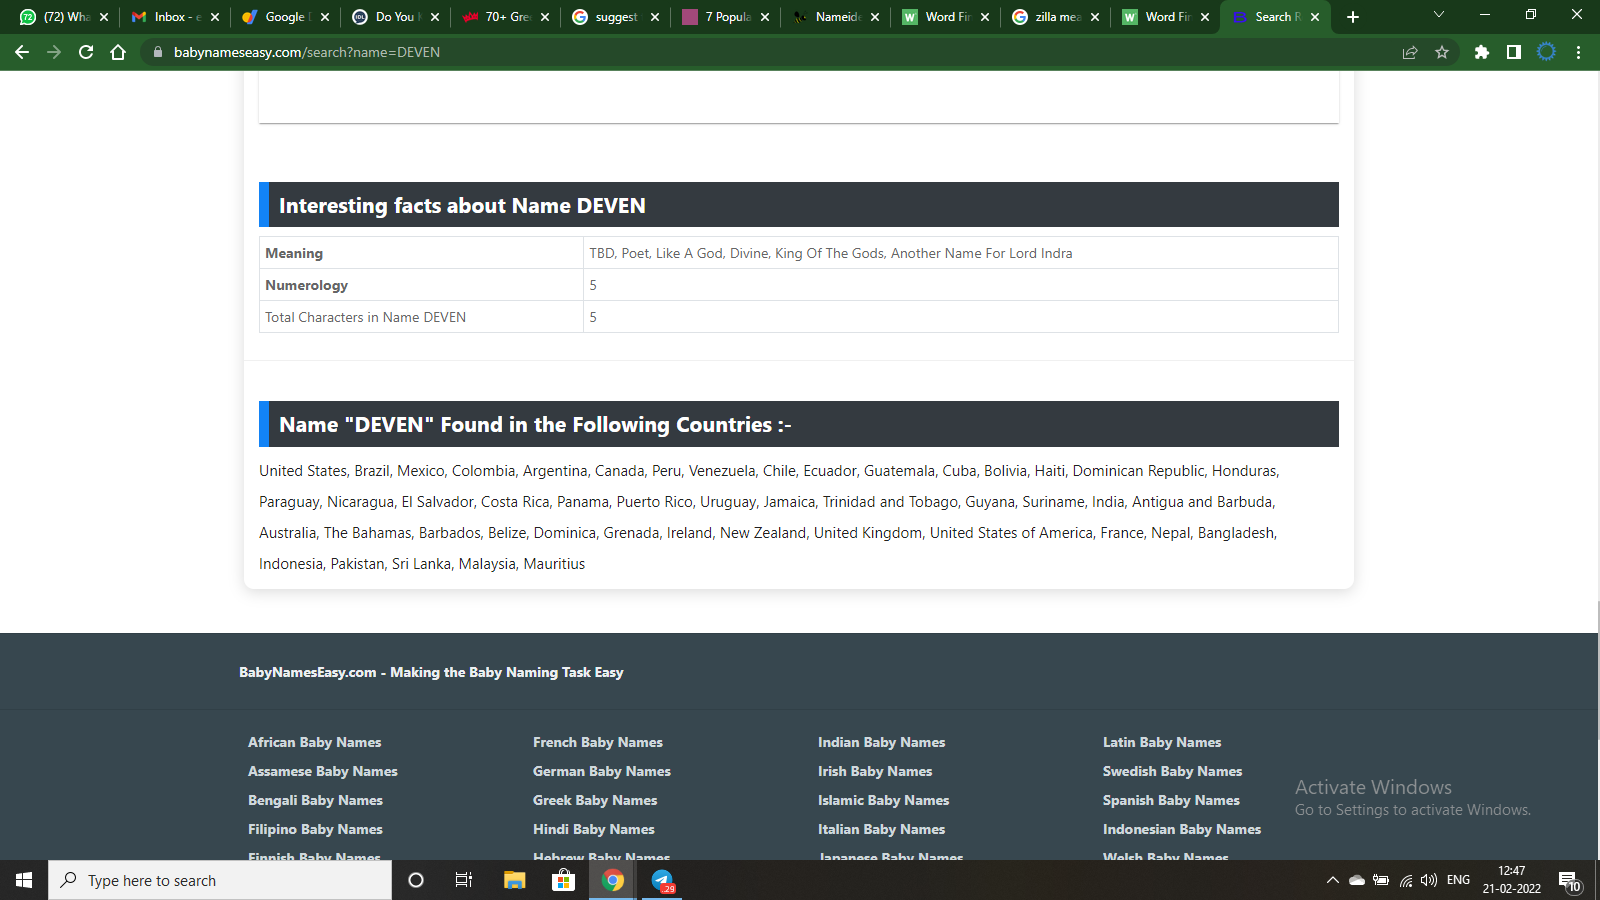 72 (72) Wha
Inbox - e
Google D
IDL Do You
70+ Gre
suggest
7 Popula
Nameide
W Word Fin
zilla mea
W Word Fin
B Search R
babynameseasy.com/search?name=DEVEN
Interesting facts about Name DEVEN
Meaning TBD, Poet, Like A God, Divine, King Of The Gods, Another Name For Lord Indra
Numerology 5
Total Characters in Name DEVEN 5
Name "DEVEN" Found in the Following Countries :-
United States, Brazil, Mexico, Colombia, Argentina, Canada, Peru, Venezuela, Chile, Ecuador, Guatemala, Cuba, Bolivia, Haiti, Dominican Republic, Honduras,
Paraguay, Nicaragua, El Salvador, Costa Rica, Panama, Puerto Rico, Uruguay, Jamaica, Trinidad and Tobago, Guyana, Suriname, India, Antigua and Barbuda,
Australia, The Bahamas, Barbados, Belize, Dominica, Grenada, Ireland, New Zealand, United Kingdom, United States of America, France, Nepal, Bangladesh,
Indonesia, Pakistan, Sri Lanka, Malaysia, Mauritius
BabyNamesEasy.com - Making the Baby Naming Task Easy
African Baby Names French Baby Names Indian Baby Names Latin Baby Names
Assamese Baby Names German Baby Names Irish Baby Names Swedish Baby Names
Bengali Baby Names Greek Baby Names Islamic Baby Names Spanish Baby Names
Filipino Baby Names Hindi Baby Names Italian Baby Names Indonesian Baby Names
Finnish Baby Names Hebrew Baby Names Japanese Baby Names Welsh Baby Names
Activate Windows
Go to Settings to activate Windows.
Type here to search
.29
ENG
12:47
21-02-2022
10